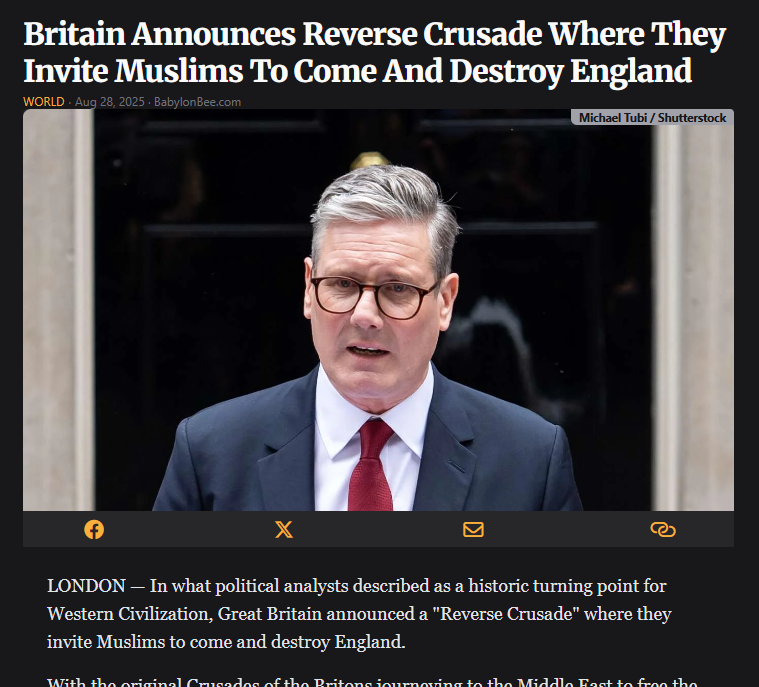 Britain Announces Reverse Crusade Where They
Invite Muslims To Come And Destroy England
WORLD · Aug 28, 2025 · BabylonBee.com
Michael Tubi / Shutterstock
LONDON — In what political analysts described as a historic turning point for
Western Civilization, Great Britain announced a "Reverse Crusade" where they
invite Muslims to come and destroy England.
With the original Crusades of the Britons journeying to the Middle East to free the